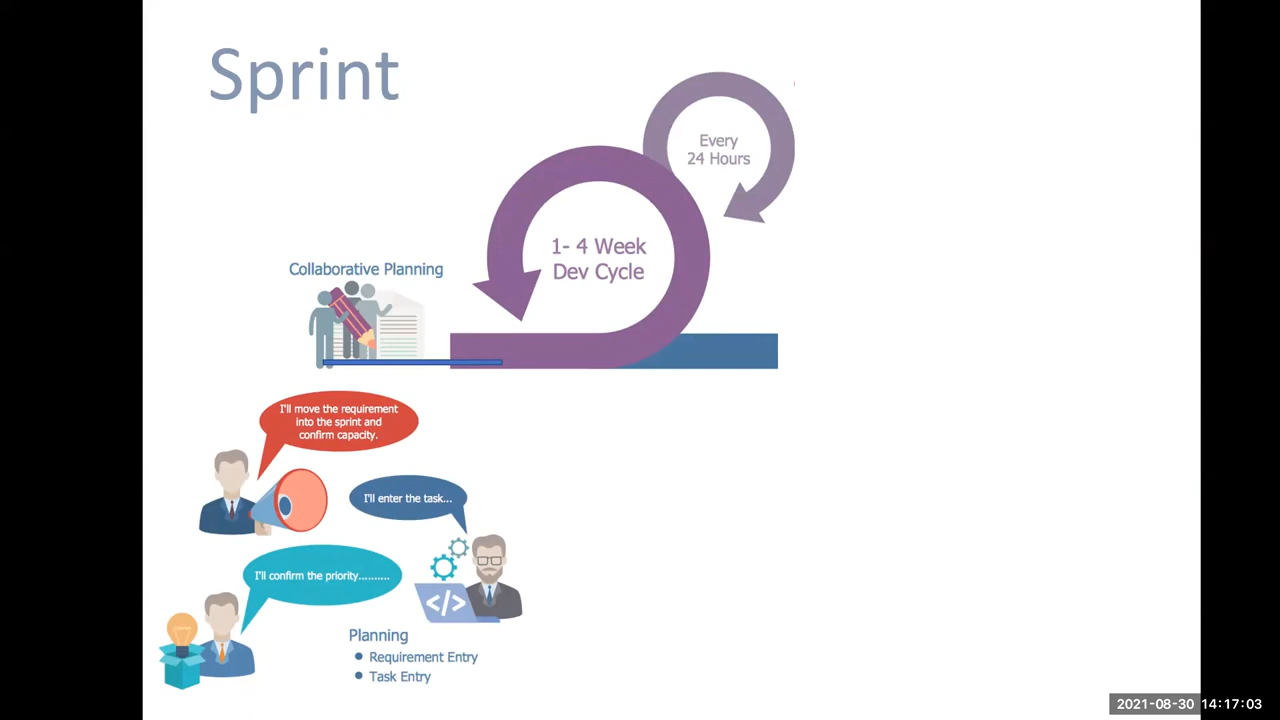 Sprint
Every
24 Hours
1- 4 Week
Dev Cycle
Collaborative Planning
I'll move the requirement
into the sprint and
confirm capacity.
I'll enter the task...
</>
I'll confirm the priority..........
Planning
• Requirement Entry
• Task Entry
2021-08-30 14:17:03